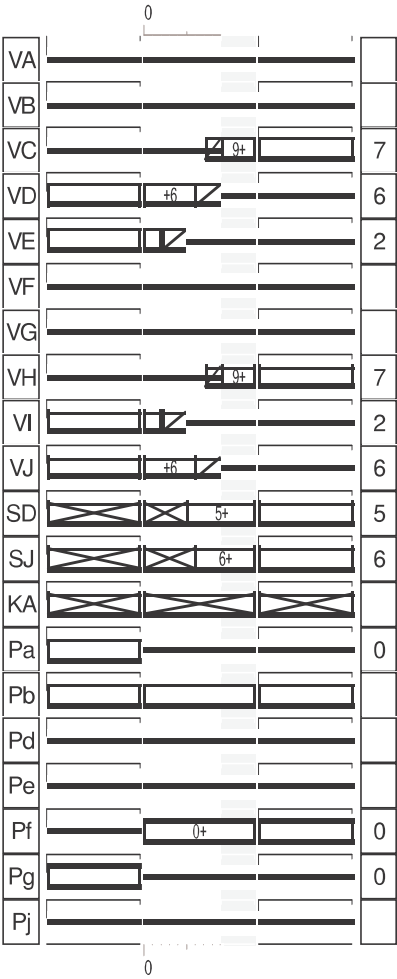 0
VA
VB
VC 9+ 7
VD +6 6
VE 2
VF
VG
VH 9+ 7
VI 2
VJ +6 6
SD 5+ 5
SJ 6+ 6
KA
Pa 0
Pb
Pd
Pe
Pf 0+ 0
Pg 0
Pj
0